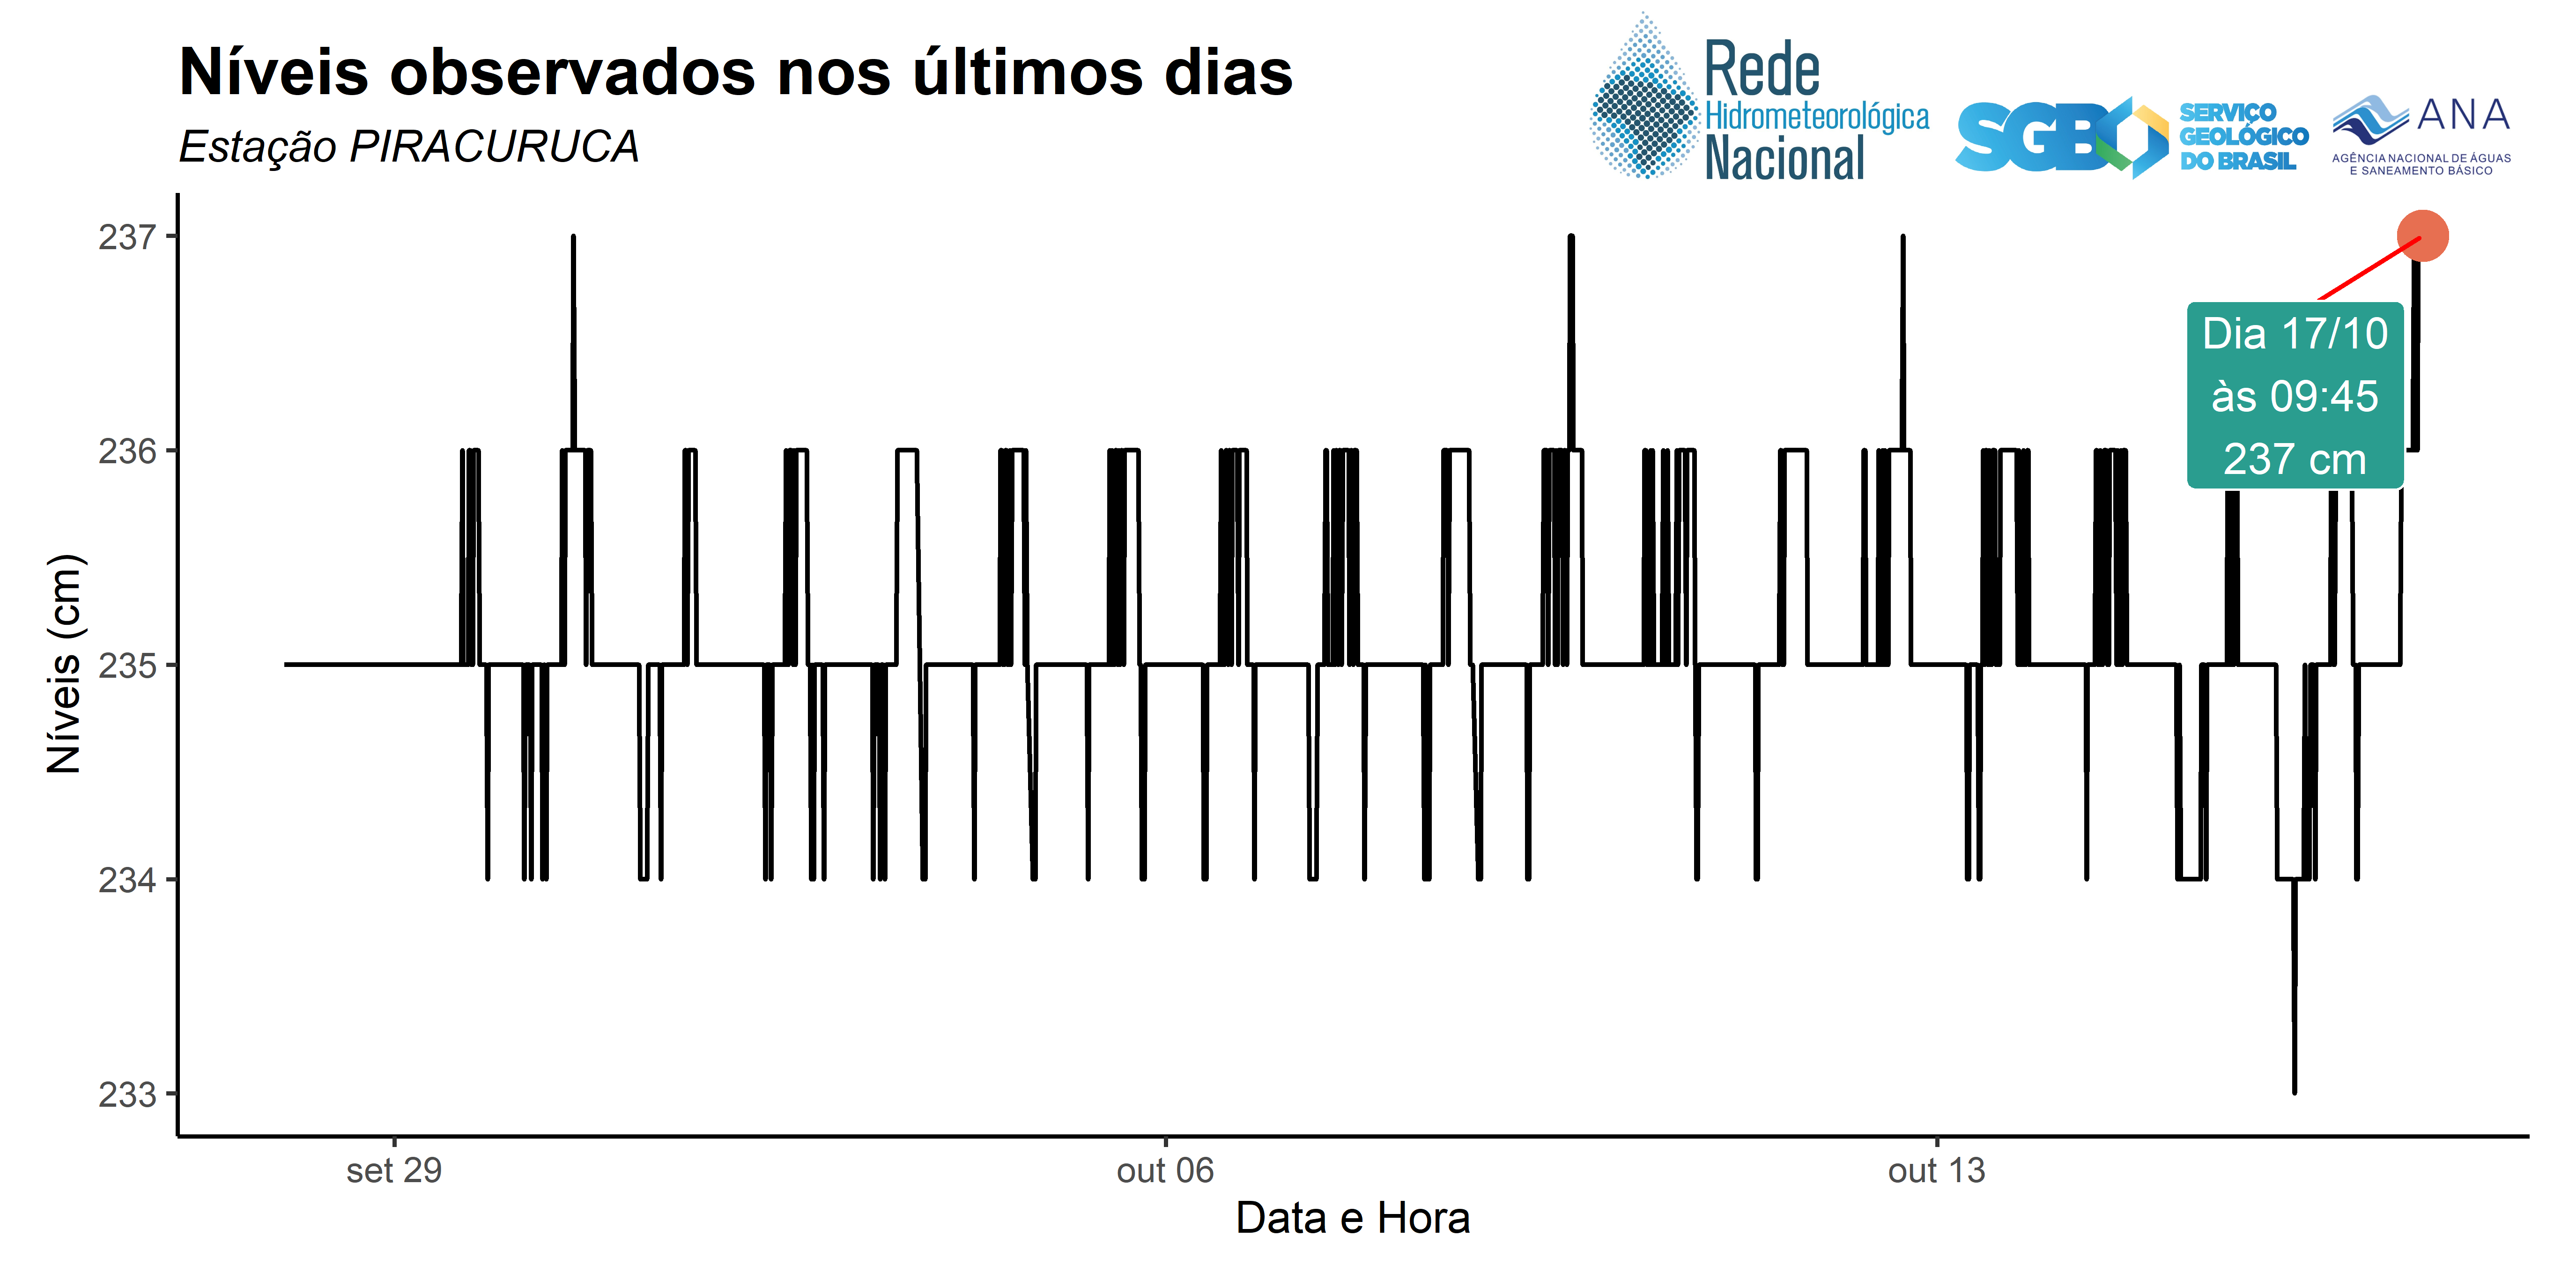 Níveis observados nos últimos dias
Estação PIRACURUCA
Rede
Hidrometeorológica
Nacional
SGB
SERVIÇO
GEOLÓGICO
DO BRASIL
ANA
AGÊNCIA NACIONAL DE ÁGUAS
E SANEAMENTO BÁSICO
237
236
235
234
233
Níveis (cm)
Dia 17/10
às 09:45
237 cm
set 29
out 06
out 13
Data e Hora